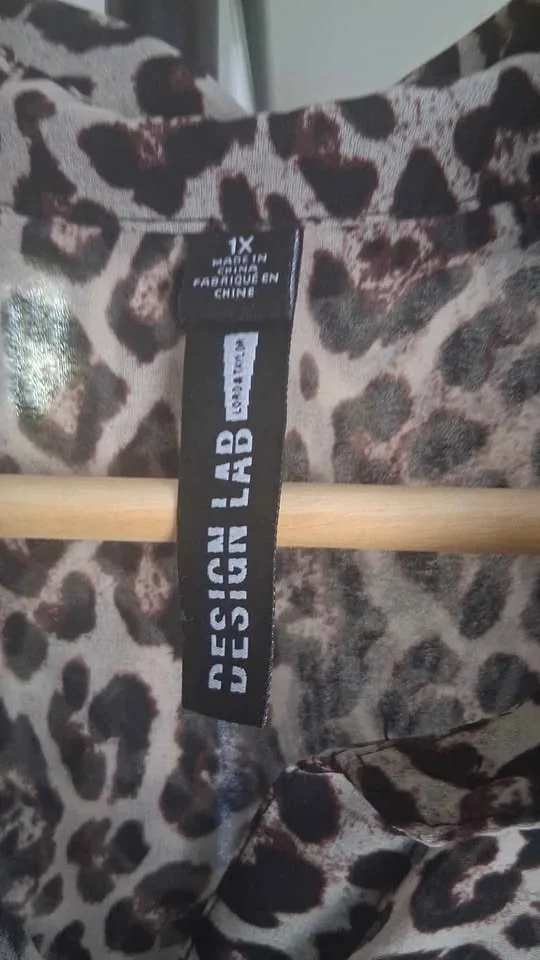 1X
MADE IN
CHINA
FABRIQUE EN
CHINE
DESIGN LAB
LORD & TAYLOR